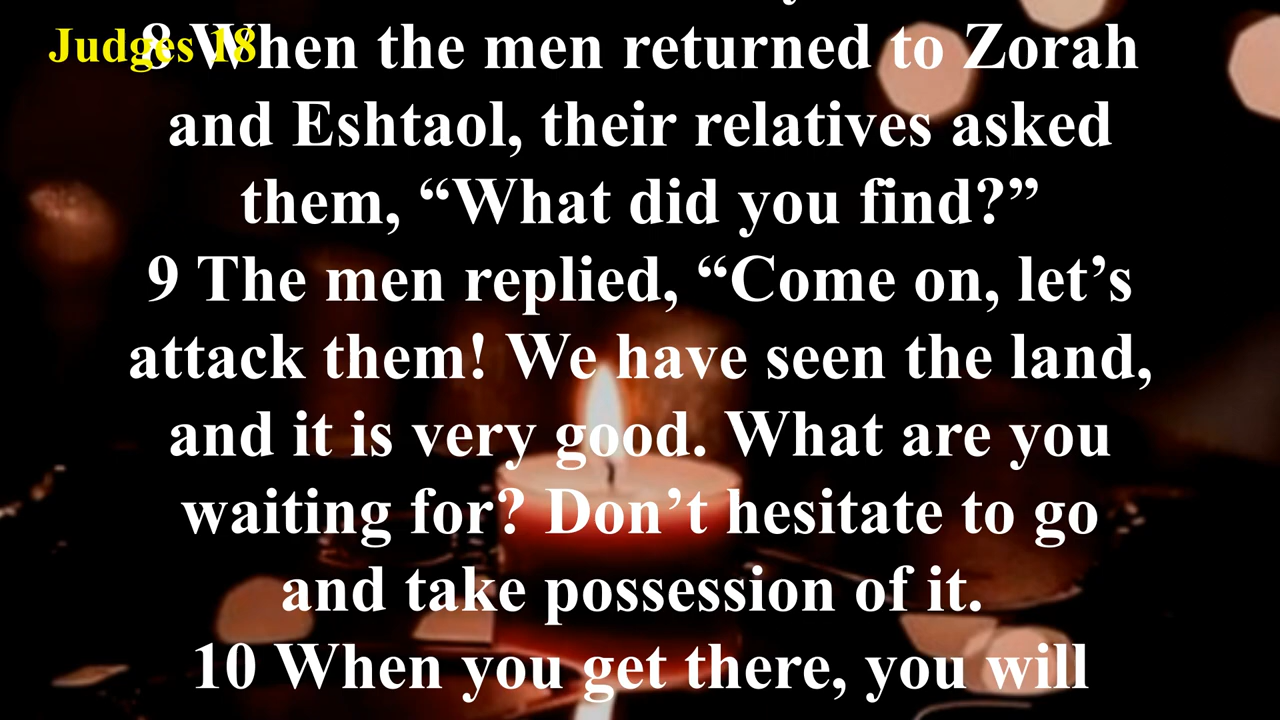 Judges 18
8 When the men returned to Zorah
and Eshtaol, their relatives asked
them, “What did you find?”
9 The men replied, “Come on, let’s
attack them! We have seen the land,
and it is very good. What are you
waiting for? Don’t hesitate to go
and take possession of it.
10 When you get there, you will